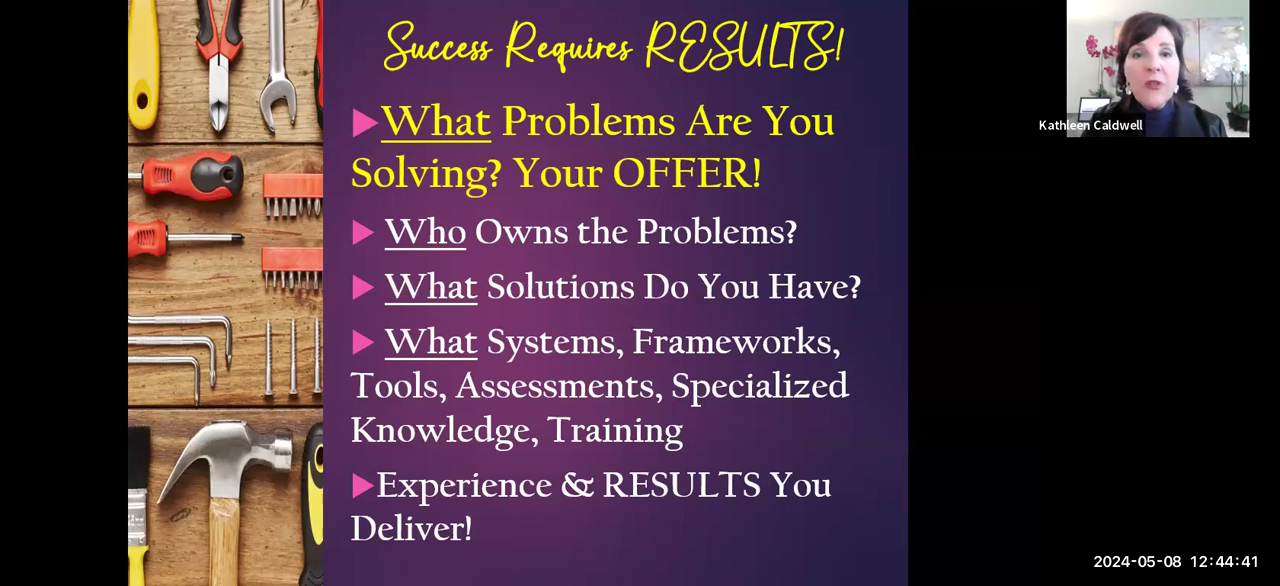 Success Requires RESULTS!
What Problems Are You
Solving? Your OFFER!
Who Owns the Problems?
What Solutions Do You Have?
What Systems, Frameworks,
Tools, Assessments, Specialized
Knowledge, Training
Experience & RESULTS You
Deliver!
Kathleen Caldwell
2024-05-08 12:44:41